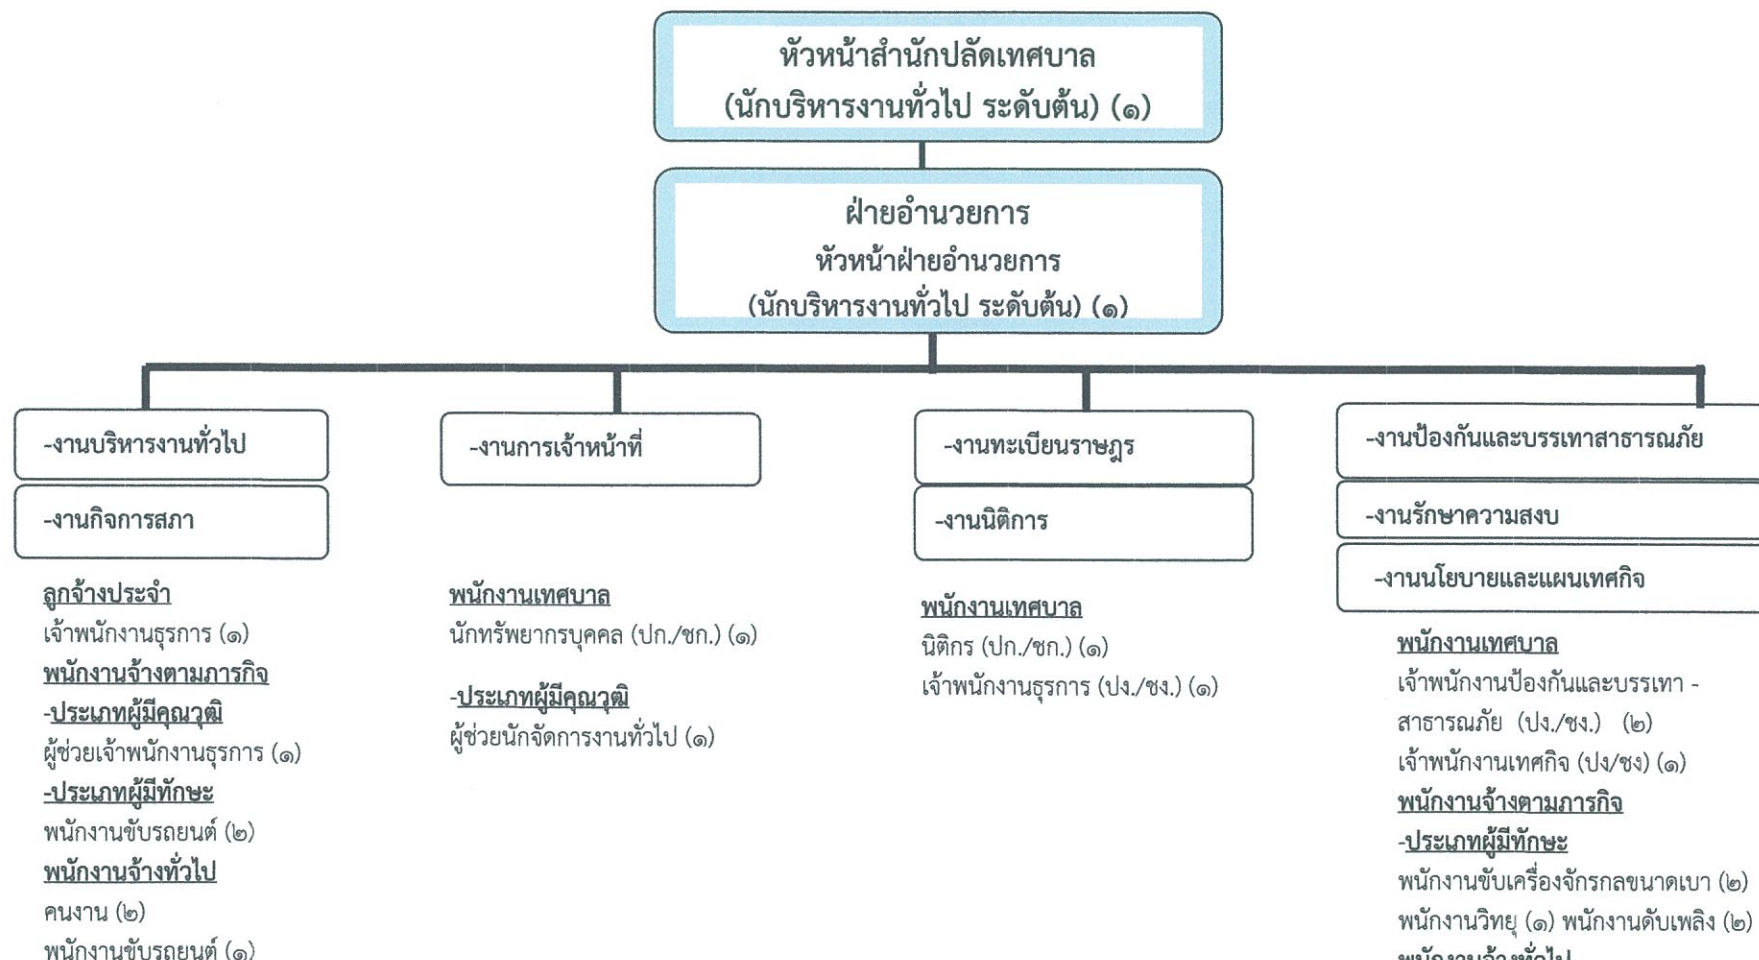 หัวหน้าสำนักปลัดเทศบาล
(นักบริหารงานทั่วไป ระดับต้น) (๑)
ฝ่ายอำนวยการ
หัวหน้าฝ่ายอำนวยการ
(นักบริหารงานทั่วไป ระดับต้น) (๑)
-งานบริหารงานทั่วไป
-งานกิจการสภา
ลูกจ้างประจำ
เจ้าพนักงานธุรการ (๑)
พนักงานจ้างตามภารกิจ
-ประเภทผู้มีคุณวุฒิ
ผู้ช่วยเจ้าพนักงานธุรการ (๑)
-ประเภทผู้มีทักษะ
พนักงานขับรถยนต์ (๒)
พนักงานจ้างทั่วไป
คนงาน (๒)
พนักงานขับรถยนต์ (๑)
-งานการเจ้าหน้าที่
พนักงานเทศบาล
นักทรัพยากรบุคคล (ปก./ชก.) (๑)
-ประเภทผู้มีคุณวุฒิ
ผู้ช่วยนักจัดการงานทั่วไป (๑)
-งานทะเบียนราษฎร
-งานนิติการ
พนักงานเทศบาล
นิติกร (ปก./ชก.) (๑)
เจ้าพนักงานธุรการ (ปง./ชง.) (๑)
-งานป้องกันและบรรเทาสาธารณภัย
-งานรักษาความสงบ
-งานนโยบายและแผนเทศกิจ
พนักงานเทศบาล
เจ้าพนักงานป้องกันและบรรเทา -
สาธารณภัย (ปง./ชง.) (๒)
เจ้าพนักงานเทศกิจ (ปง/ชง) (๑)
พนักงานจ้างตามภารกิจ
-ประเภทผู้มีทักษะ
พนักงานขับเครื่องจักรกลขนาดเบา (๒)
พนักงานวิทยุ (๑) พนักงานดับเพลิง (๒)
พนักงานจ้างทั่วไป